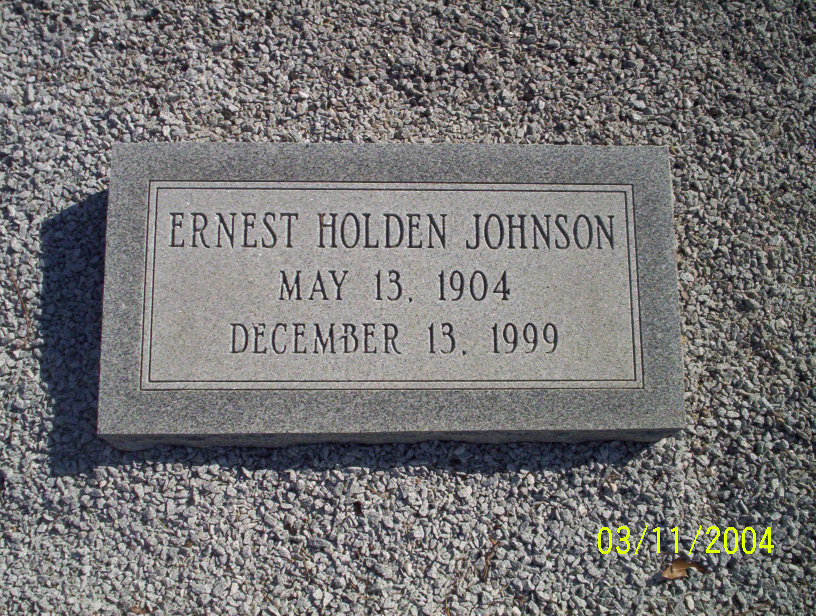 ERNEST HOLDEN JOHNSON
MAY 13, 1904
DECEMBER 13, 1999
03/11/2004